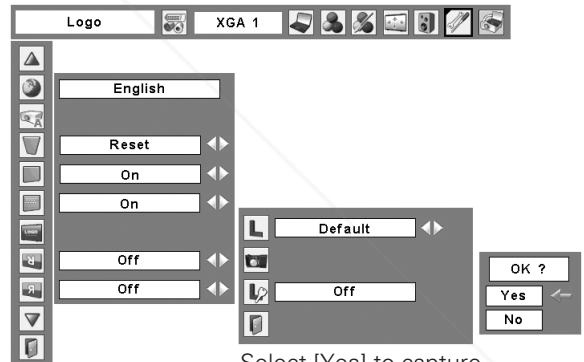 Logo
XGA 1
English
Reset
On
On
Off
Off
Default
Off
OK ?
Yes
No
Select [Yes] to capture